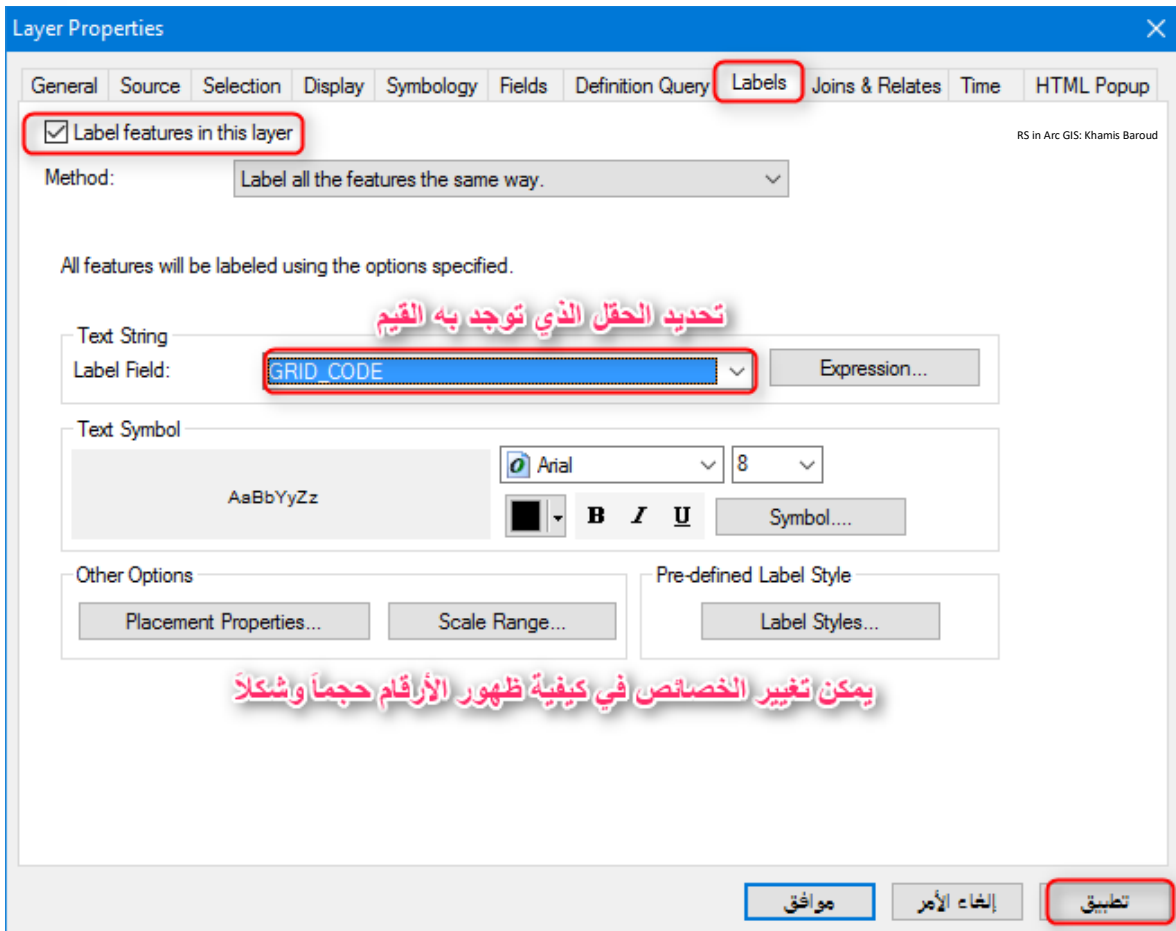 Layer Properties
General Source Selection Display Symbology Fields Definition Query Labels Joins & Relates Time HTML Popup
Label features in this layer
RS in Arc GIS: Khamis Baroud
Method: Label all the features the same way.
All features will be labeled using the options specified.
تحديد الحقل الذي توجد به القيم
Text String
Label Field: GRID_CODE Expression...
Text Symbol
AaBbYyZz
Arial 8
B I U Symbol....
Other Options
Pre-defined Label Style
Placement Properties... Scale Range... Label Styles...
يمكن تغيير الخصائص في كيفية ظهور الأرقام حجماَ وشكلاَ
موافق إلغاء الأمر تطبيق